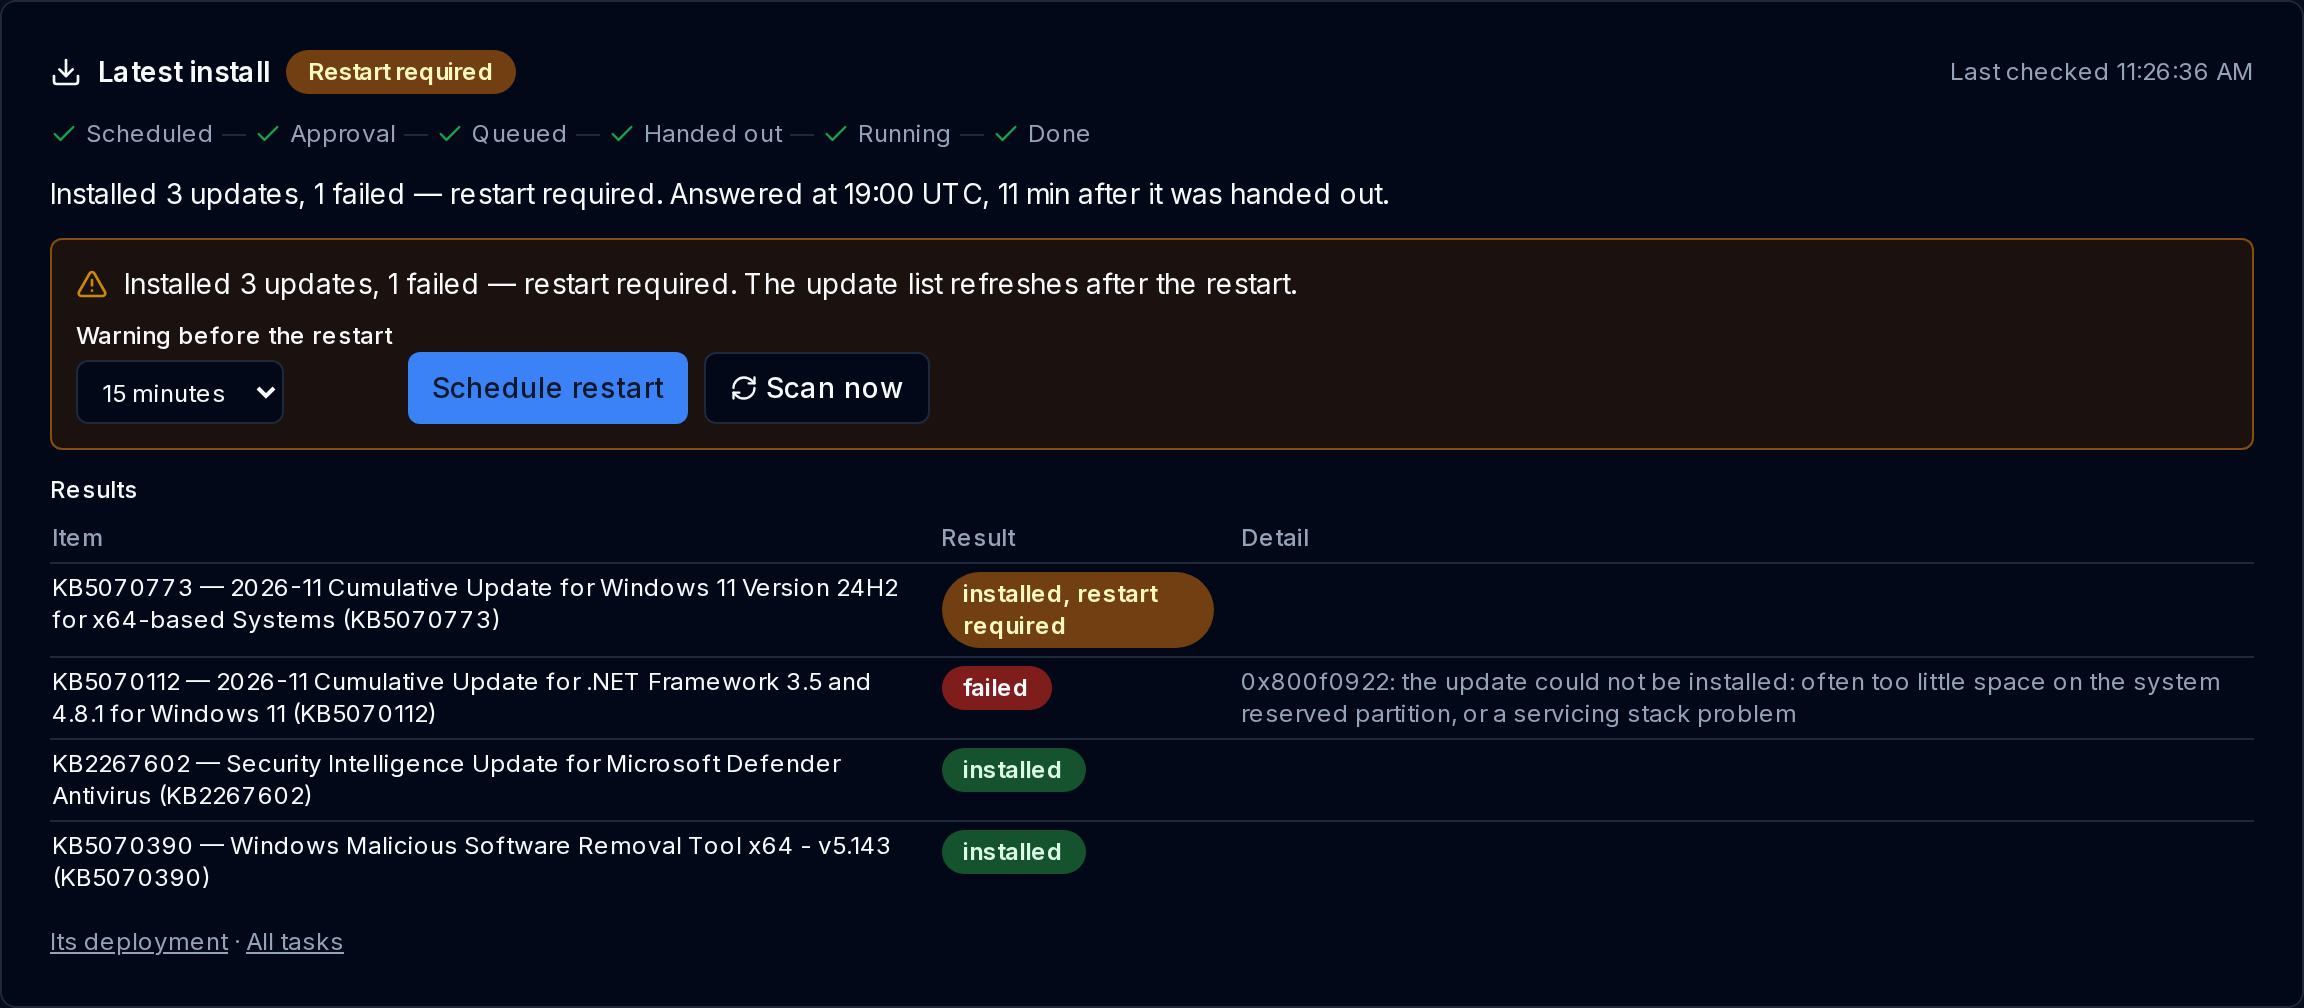 Latest install
Restart required
Last checked 11:26:36 AM
Scheduled — Approval — Queued — Handed out — Running — Done
Installed 3 updates, 1 failed — restart required. Answered at 19:00 UTC, 11 min after it was handed out.
Installed 3 updates, 1 failed — restart required. The update list refreshes after the restart.
Warning before the restart
15 minutes
Schedule restart
Scan now
Results
Item Result Detail
KB5070773 — 2026-11 Cumulative Update for Windows 11 Version 24H2
for x64-based Systems (KB5070773)
installed, restart
required
KB5070112 — 2026-11 Cumulative Update for .NET Framework 3.5 and
4.8.1 for Windows 11 (KB5070112)
failed
0x800f0922: the update could not be installed: often too little space on the system
reserved partition, or a servicing stack problem
KB2267602 — Security Intelligence Update for Microsoft Defender
Antivirus (KB2267602)
installed
KB5070390 — Windows Malicious Software Removal Tool x64 - v5.143
(KB5070390)
installed
Its deployment · All tasks